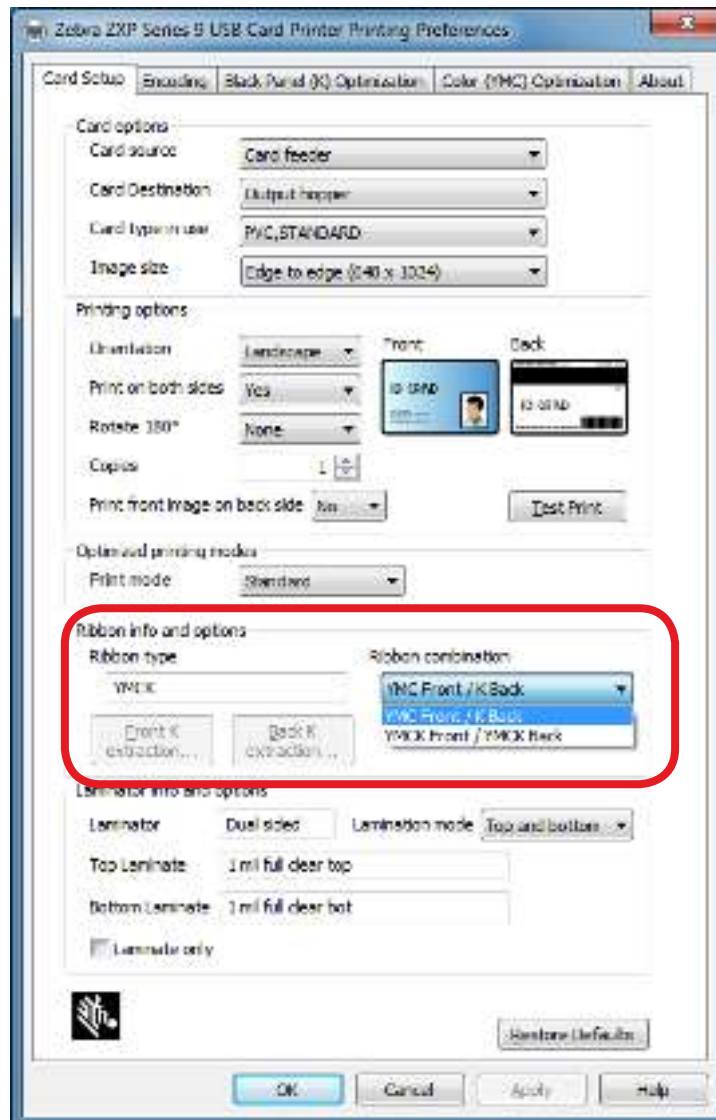 Zebra ZXP Series 9 USB Card Printer Printing Preferences
Card Setup Encoding Black Panel (K) Optimization Color (YMC) Optimization About
Card options
Card source Card feeder
Card Destination Output hopper
Card type in use PVC,STANDARD
Image size Edge to edge (648 x 1024)
Printing options
Orientation Landscape Front Back
Print on both sides Yes
ID CARD
ID CARD
Rotate 180° None
Copies 1
Print front image on back side No Test Print
Optimized printing modes
Print mode Standard
Ribbon info and options
Ribbon type Ribbon combination
YMCK YMC Front / K Back
YMC Front / K Back
YMCK Front / YMCK Back
Front K extraction... Back K extraction...
Laminator info and options
Laminator Dual sided Lamination mode Top and bottom
Top Laminate 1 mil full clear top
Bottom Laminate 1 mil full clear bot
Laminate only
Restore Defaults
OK Cancel Apply Help